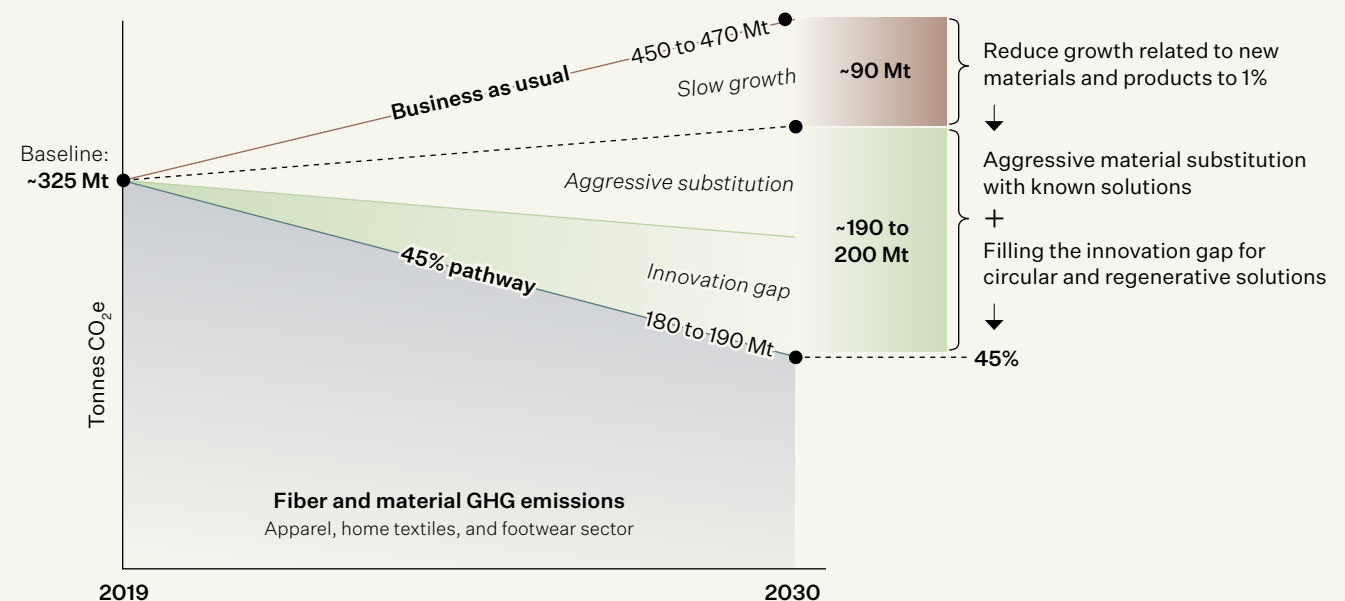 450 to 470 Mt
Business as usual
Slow growth
~90 Mt
Reduce growth related to new
materials and products to 1%
Baseline:
~325 Mt
Aggressive substitution
Aggressive material substitution
with known solutions
+
~190 to
200 Mt
45% pathway
Innovation gap
Filling the innovation gap for
circular and regenerative solutions
180 to 190 Mt
45%
Tonnes CO₂e
Fiber and material GHG emissions
Apparel, home textiles, and footwear sector
2019
2030